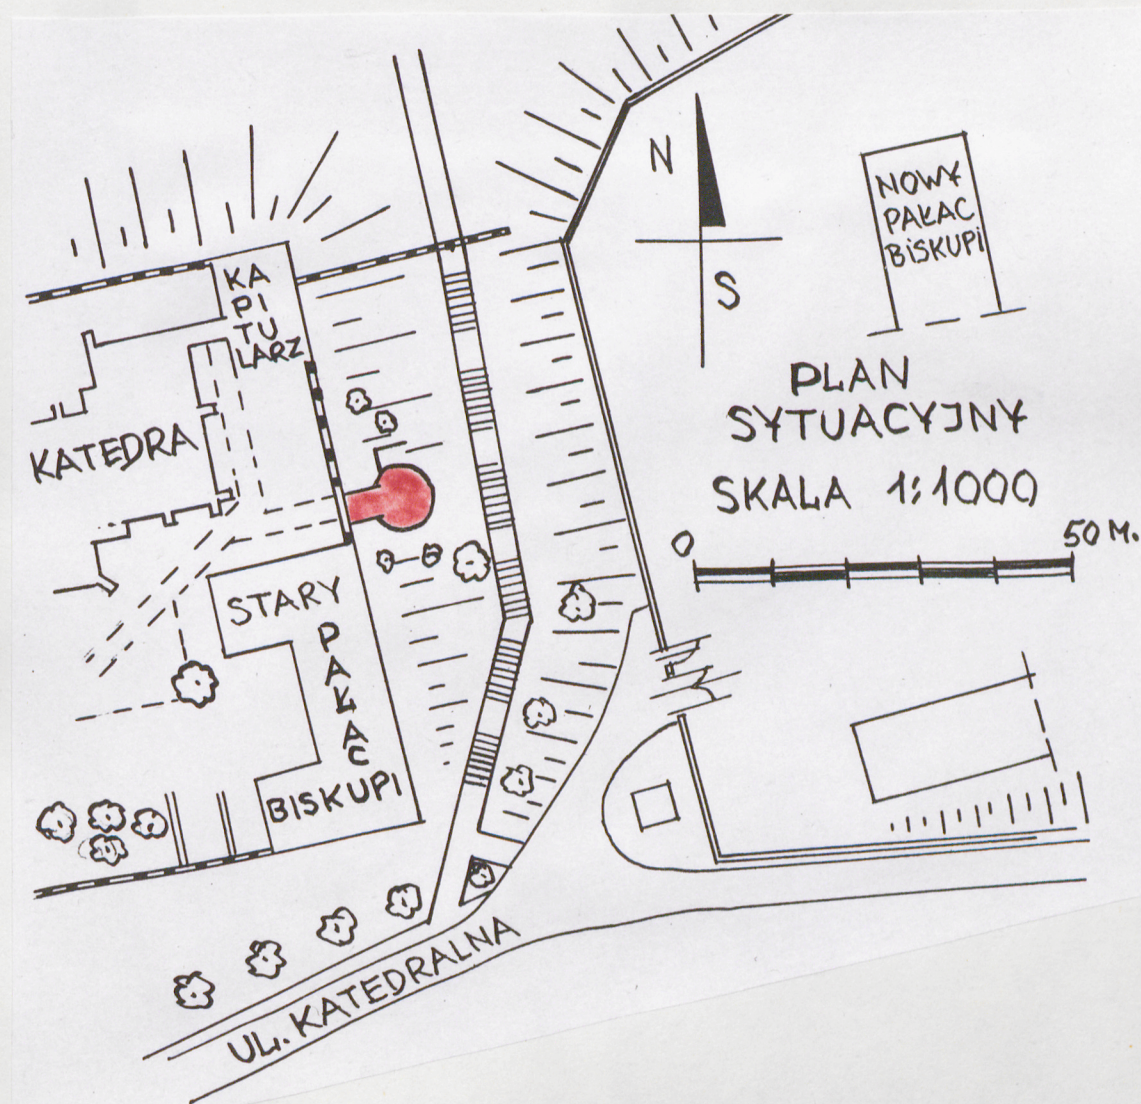 N
S
NOWY
PAŁAC
BISKUPI
KA
PI
TU
LARZ
KATEDRA
PLAN
SYTUACYJNY
SKALA 1:1000
0
50 M.
STARY
PAŁAC
BISKUPI
UL. KATEDRALNA